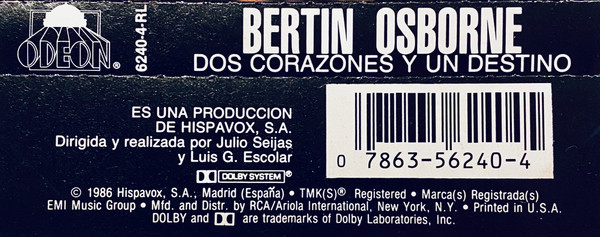 ODEON®
6240-4-RL
BERTIN OSBORNE
DOS CORAZONES Y UN DESTINO
ES UNA PRODUCCION
DE HISPAVOX, S.A.
Dirigida y realizada por Julio Seijas
y Luis G. Escolar
DOLBY SYSTEM®
0 7863-56240-4
© 1986 Hispavox, S.A., Madrid (España) • TMK(S)® Registered • Marca(s) Registrada(s)
EMI Music Group • Mfd. and Distr. by RCA/Ariola International, New York, N.Y. • Printed in U.S.A.
DOLBY and are trademarks of Dolby Laboratories, Inc.